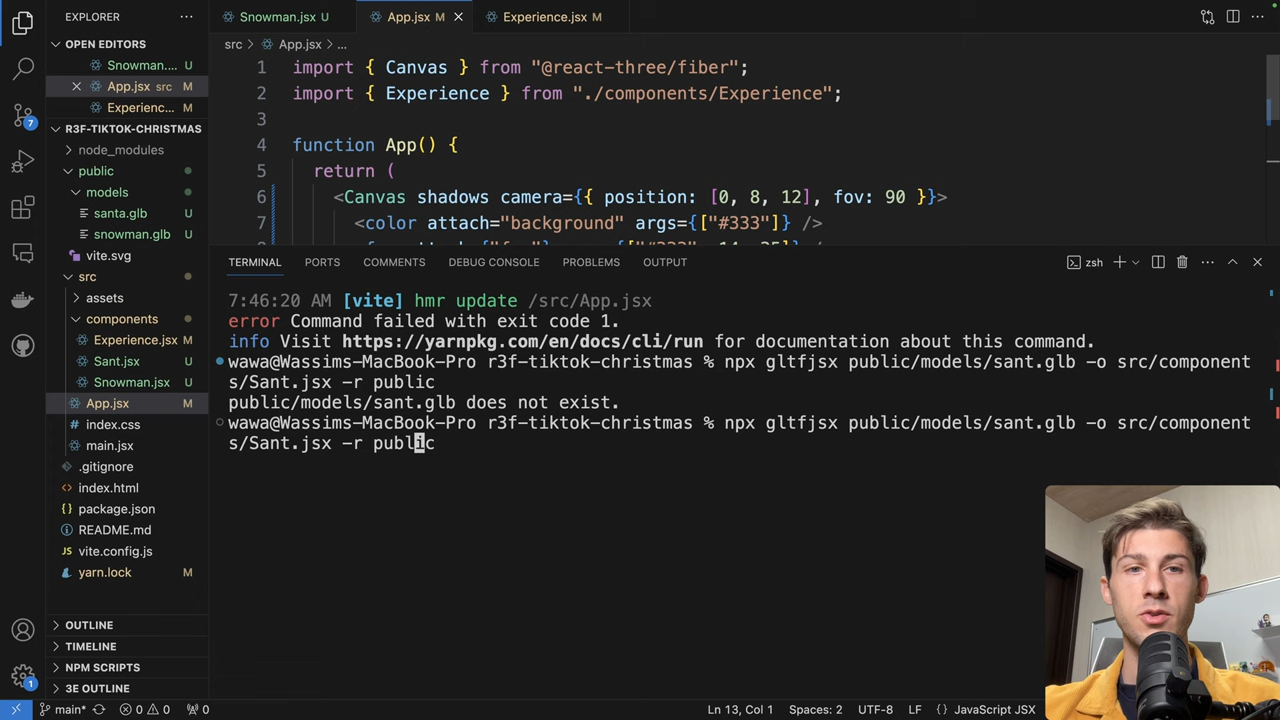 EXPLORER
OPEN EDITORS
Snowman.... U
App.jsx src M
Experienc... M
R3F-TIKTOK-CHRISTMAS
node_modules
public
models
santa.glb
snowman.glb
vite.svg
src
assets
components
Experience.jsx M
Sant.jsx U
Snowman.jsx U
App.jsx M
index.css
main.jsx
.gitignore
index.html
package.json
README.md
JS vite.config.js
yarn.lock M
OUTLINE
TIMELINE
NPM SCRIPTS
3E OUTLINE
7
1
Snowman.jsx U
App.jsx M
Experience.jsx M
src > App.jsx > ...
1 import { Canvas } from "@react-three/fiber";
2 import { Experience } from "./components/Experience";
3
4 function App() {
5 return (
6 <Canvas shadows camera={{ position: [0, 8, 12], fov: 90 }}>
7 <color attach="background" args={["#333"]} />
TERMINAL PORTS COMMENTS DEBUG CONSOLE PROBLEMS OUTPUT
zsh
7:46:20 AM [vite] hmr update /src/App.jsx
error Command failed with exit code 1.
info Visit https://yarnpkg.com/en/docs/cli/run for documentation about this command.
wawa@Wassims-MacBook-Pro r3f-tiktok-christmas % npx gltfjsx public/models/sant.glb -o src/component
s/Sant.jsx -r public
public/models/sant.glb does not exist.
wawa@Wassims-MacBook-Pro r3f-tiktok-christmas % npx gltfjsx public/models/sant.glb -o src/component
s/Sant.jsx -r public
main* 0 0 0 Ln 13, Col 1 Spaces: 2 UTF-8 LF {} JavaScript JSX